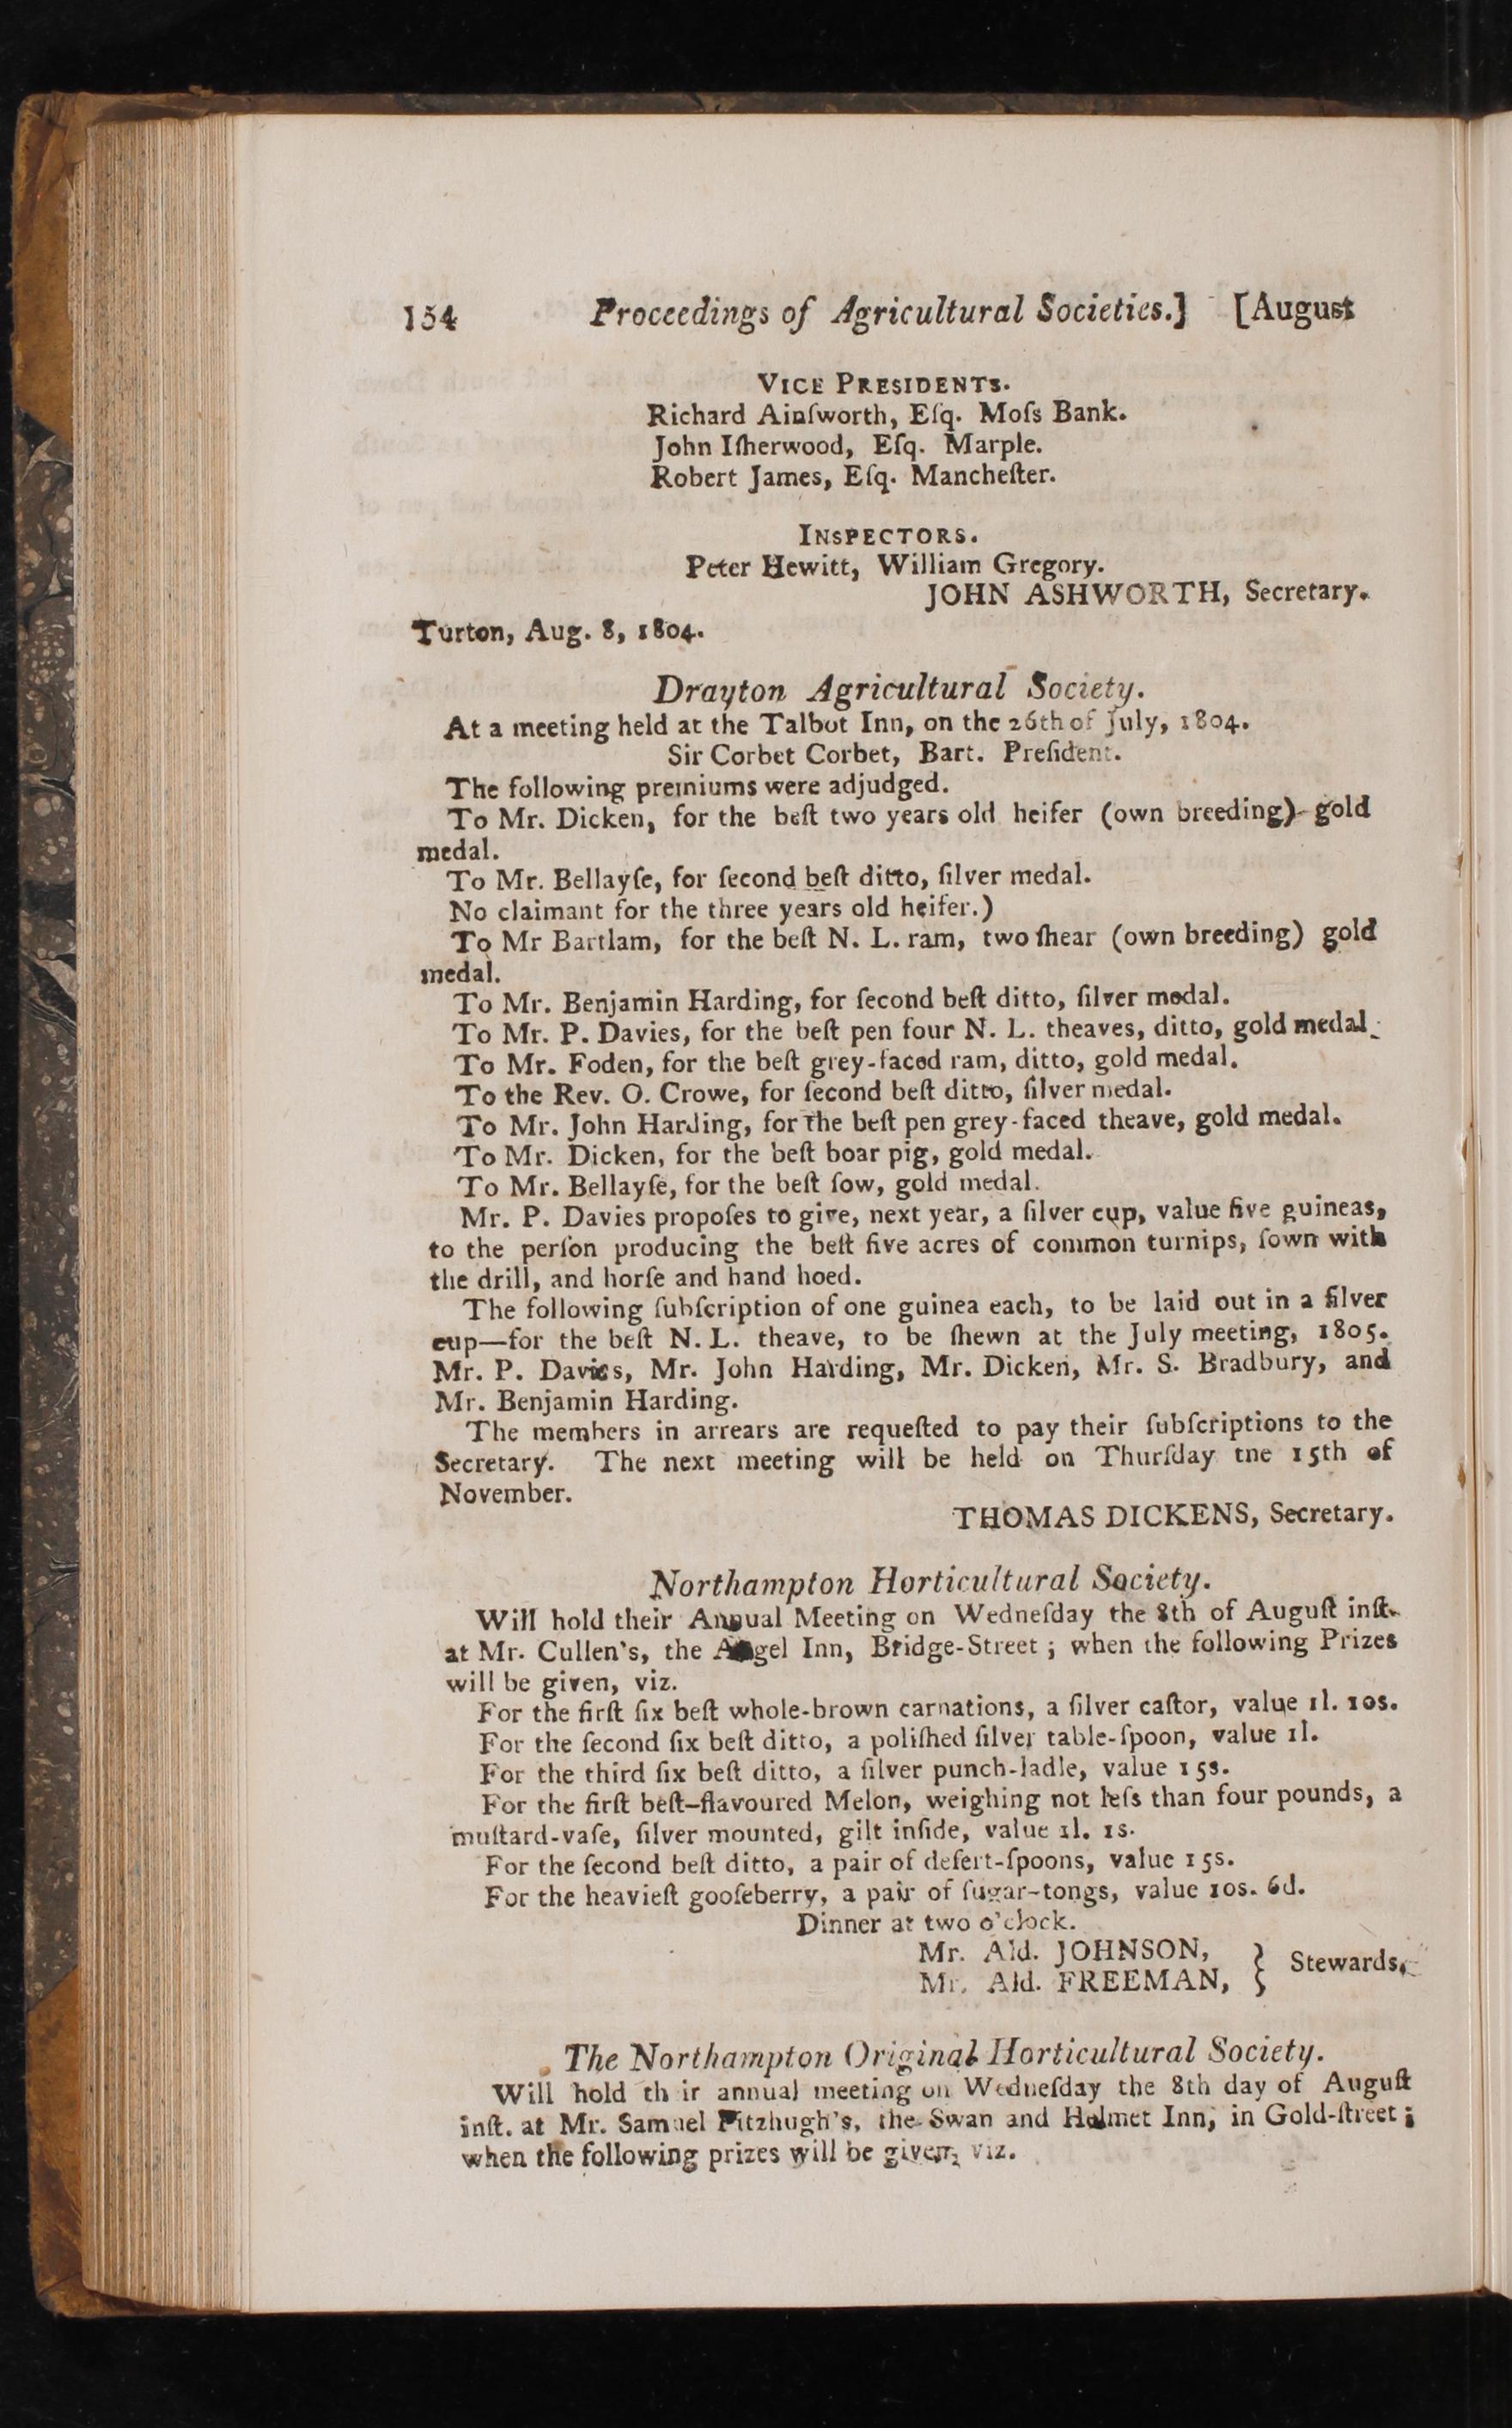 154 Proceedings of Agricultural Societies.] [August
VICE PRESIDENTS.
Richard Ainſworth, Eſq. Moſs Bank.
John Iſherwood, Eſq. Marple.
Robert James, Eſq. Mancheſter.
INSPECTORS.
Peter Hewitt, William Gregory.
JOHN ASHWORTH, Secretary.
Turton, Aug. 8, 1804.
Drayton Agricultural Society.
At a meeting held at the Talbot Inn, on the 26th of July, 1804.
Sir Corbet Corbet, Bart. Preſident.
The following premiums were adjudged.
To Mr. Dicken, for the beſt two years old heifer (own breeding) gold
medal.
To Mr. Bellayſe, for ſecond beſt ditto, ſilver medal.
No claimant for the three years old heifer.)
To Mr Bartlam, for the beſt N. L. ram, two ſhear (own breeding) gold
medal.
To Mr. Benjamin Harding, for ſecond beſt ditto, ſilver medal.
To Mr. P. Davies, for the beſt pen four N. L. theaves, ditto, gold medal.
To Mr. Foden, for the beſt grey-faced ram, ditto, gold medal.
To the Rev. O. Crowe, for ſecond beſt ditto, ſilver medal.
To Mr. John Harding, for the beſt pen grey-faced theave, gold medal.
To Mr. Dicken, for the beſt boar pig, gold medal.
To Mr. Bellayſe, for the beſt ſow, gold medal.
Mr. P. Davies propoſes to give, next year, a ſilver cup, value five guineas,
to the perſon producing the beſt five acres of common turnips, ſown with
the drill, and horſe and hand hoed.
The following ſubſcription of one guinea each, to be laid out in a ſilver
cup—for the beſt N. L. theave, to be ſhewn at the July meeting, 1805.
Mr. P. Davies, Mr. John Harding, Mr. Dicken, Mr. S. Bradbury, and
Mr. Benjamin Harding.
The members in arrears are requeſted to pay their ſubſcriptions to the
Secretary. The next meeting will be held on Thurſday tne 15th of
November.
THOMAS DICKENS, Secretary.
Northampton Horticultural Society.
Will hold their Annual Meeting on Wedneſday the 8th of Auguſt inſt.
at Mr. Cullen's, the Angel Inn, Bridge-Street; when the following Prizes
will be given, viz.
For the firſt ſix beſt whole-brown carnations, a ſilver caſtor, value 1l. 10s.
For the ſecond ſix beſt ditto, a poliſhed ſilver table-ſpoon, value 1l.
For the third ſix beſt ditto, a ſilver punch-ladle, value 15s.
For the firſt beſt-flavoured Melon, weighing not leſs than four pounds, a
muſtard-vaſe, ſilver mounted, gilt inſide, value 1l. 1s.
For the ſecond beſt ditto, a pair of deſert-ſpoons, value 15s.
For the heavieſt gooſeberry, a pair of ſugar-tongs, value 10s. 6d.
Dinner at two o'clock.
Mr. Ald. JOHNSON, } Stewards.
Mr. Ald. FREEMAN,
The Northampton Original Horticultural Society.
Will hold th ir annual meeting on Wedneſday the 8th day of Auguſt
inſt. at Mr. Samuel Fitzhugh's, the Swan and Helmet Inn, in Gold-ſtreet;
when the following prizes will be given, viz.